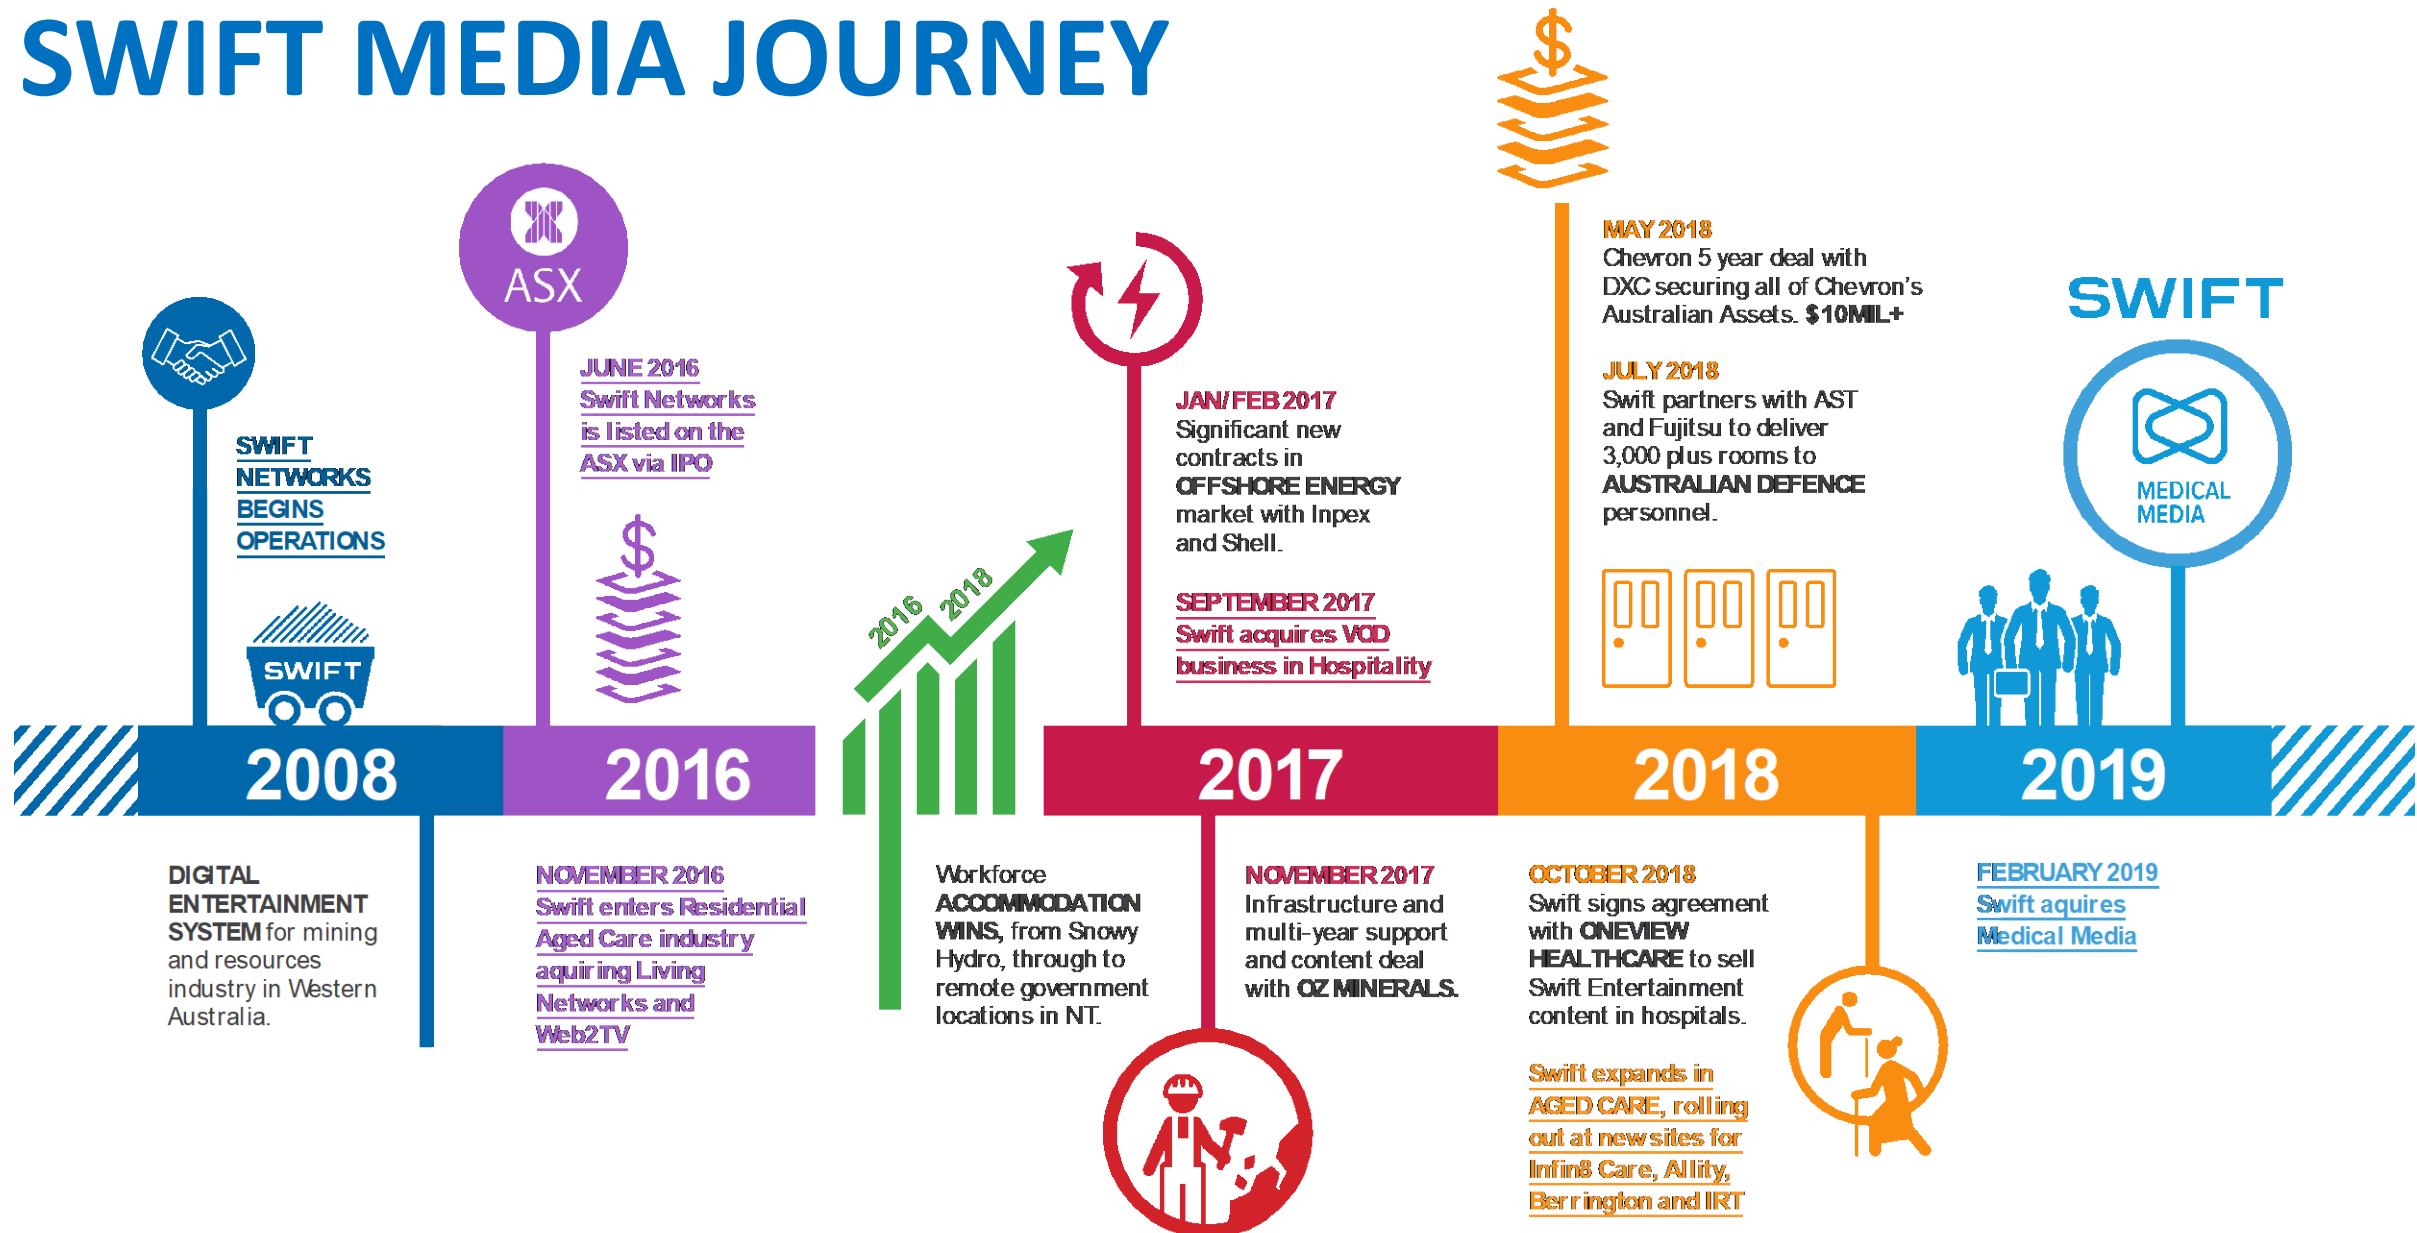 SWIFT MEDIA JOURNEY
SWIFT
NETWORKS
BEGINS
OPERATIONS
SWIFT
2008
DIGITAL
ENTERTAINMENT
SYSTEM for mining
and resources
industry in Western
Australia.
ASX
JUNE 2016
Swift Networks
is listed on the
ASX via IPO
$
2016
NOVEMBER 2016
Swift enters Residential
Aged Care industry
aquiring Living
Networks and
Web2TV
2016
2018
Workforce
ACCOMMODATION
WINS, from Snowy
Hydro, through to
remote government
locations in NT.
JAN/FEB 2017
Significant new
contracts in
OFFSHORE ENERGY
market with Inpex
and Shell.
SEPTEMBER 2017
Swift acquires VOD
business in Hospitality
2017
NOVEMBER 2017
Infrastructure and
multi-year support
and content deal
with OZ MINERALS.
$
MAY 2018
Chevron 5 year deal with
DXC securing all of Chevron's
Australian Assets. $10MIL+
JULY 2018
Swift partners with AST
and Fujitsu to deliver
3,000 plus rooms to
AUSTRALIAN DEFENCE
personnel.
2018
OCTOBER 2018
Swift signs agreement
with ONEVIEW
HEALTHCARE to sell
Swift Entertainment
content in hospitals.
Swift expands in
AGED CARE, rolling
out at new sites for
Infin8 Care, Allity,
Berrington and IRT
SWIFT
MEDICAL
MEDIA
2019
FEBRUARY 2019
Swift aquires
Medical Media